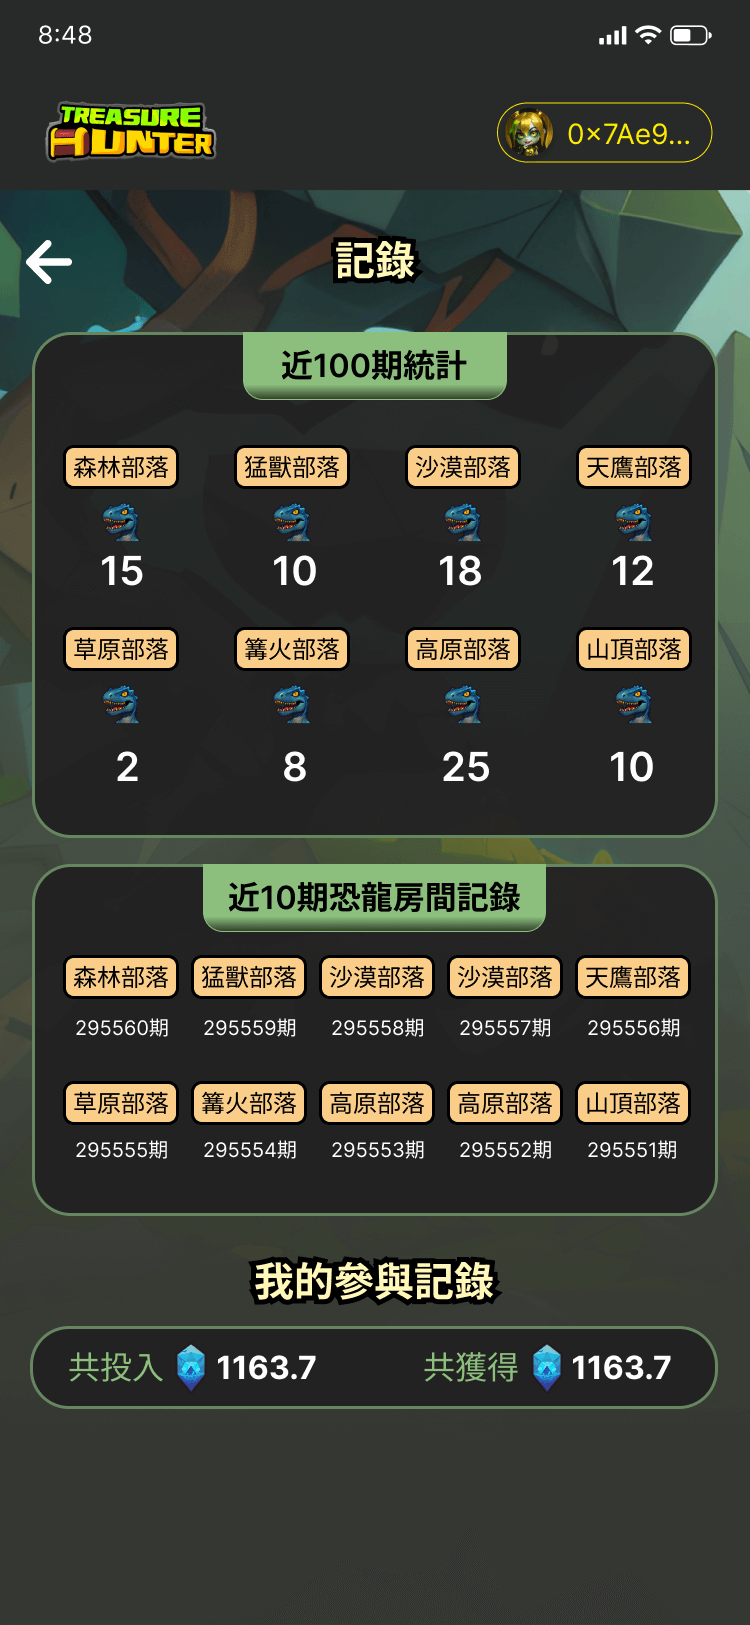 8:48
TREASURE
HUNTER
0×7Ae9...
記錄
近100期統計
森林部落 猛獸部落 沙漠部落 天鷹部落
15 10 18 12
草原部落 篝火部落 高原部落 山頂部落
2 8 25 10
近10期恐龍房間記錄
森林部落 猛獸部落 沙漠部落 沙漠部落 天鷹部落
295560期 295559期 295558期 295557期 295556期
草原部落 篝火部落 高原部落 高原部落 山頂部落
295555期 295554期 295553期 295552期 295551期
我的參與記錄
共投入 1163.7 共獲得 1163.7